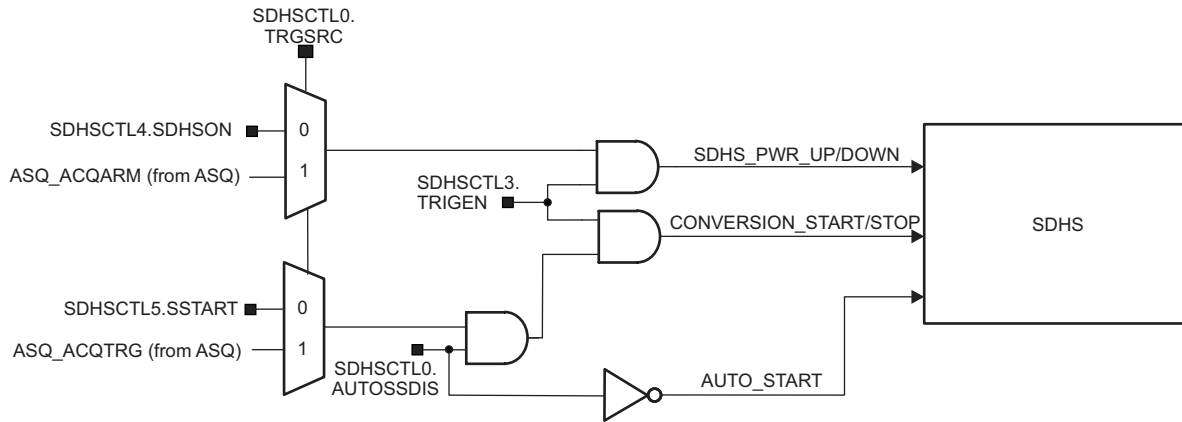 SDHSCTL0.
TRGSRC
SDHSCTL4.SDHSON
0
ASQ_ACQARM (from ASQ)
1
SDHSCTL3.
TRIGEN
SDHS_PWR_UP/DOWN
CONVERSION_START/STOP
SDHS
SDHSCTL5.SSTART
0
ASQ_ACQTRG (from ASQ)
1
SDHSCTL0.
AUTOSSDIS
AUTO_START